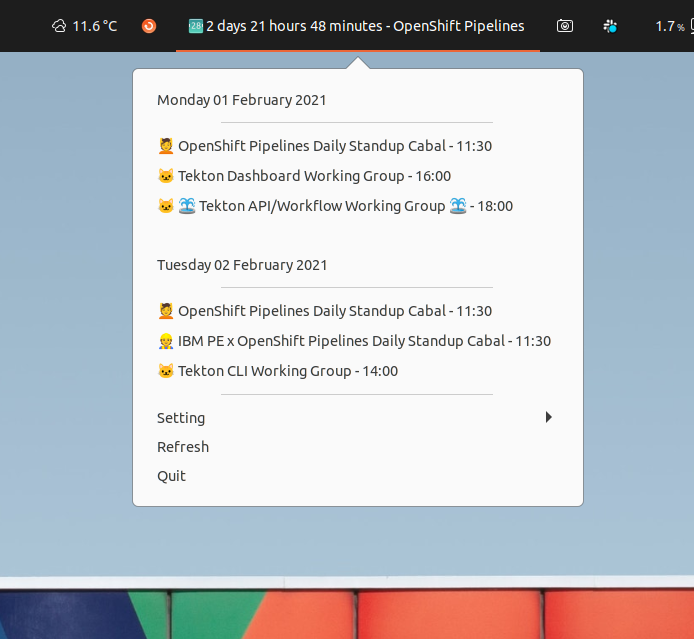 11.6 °C
28 2 days 21 hours 48 minutes - OpenShift Pipelines
1.7 %
Monday 01 February 2021
💆 OpenShift Pipelines Daily Standup Cabal - 11:30
🐱 Tekton Dashboard Working Group - 16:00
🐱 ⛲ Tekton API/Workflow Working Group ⛲ - 18:00
Tuesday 02 February 2021
💆 OpenShift Pipelines Daily Standup Cabal - 11:30
👷 IBM PE x OpenShift Pipelines Daily Standup Cabal - 11:30
🐱 Tekton CLI Working Group - 14:00
Setting
Refresh
Quit